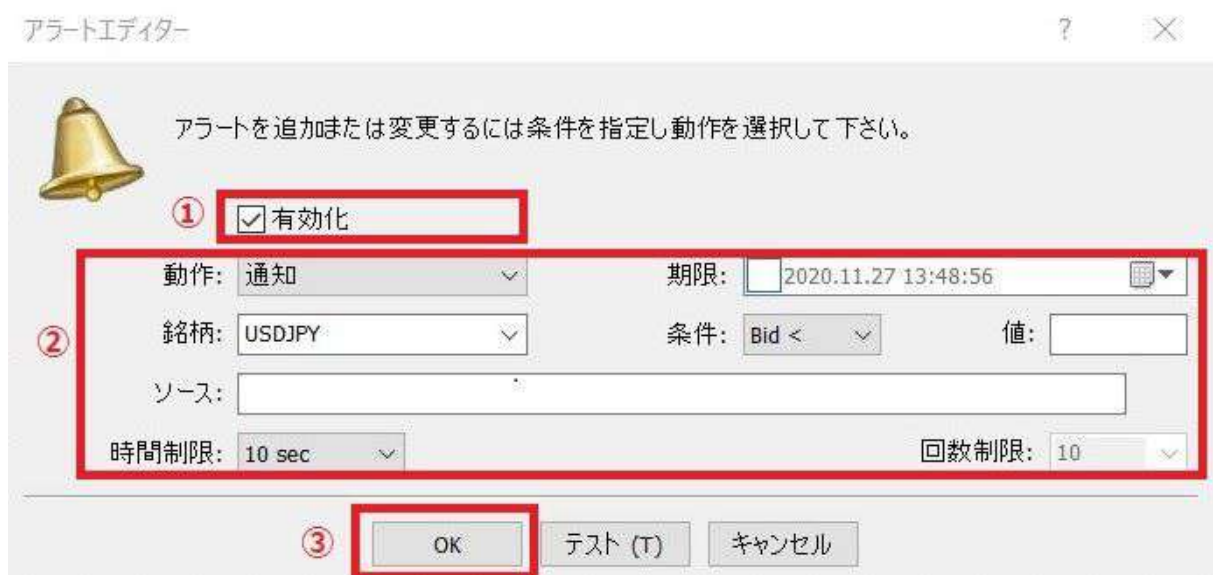 アラートエディター ?
アラートを追加または変更するには条件を指定し動作を選択して下さい。
① 有効化
②
動作: 通知 期限: 2020.11.27 13:48:56
銘柄: USDJPY 条件: Bid < 値:
ソース:
時間制限: 10 sec 回数制限: 10
③ OK テスト (T) キャンセル